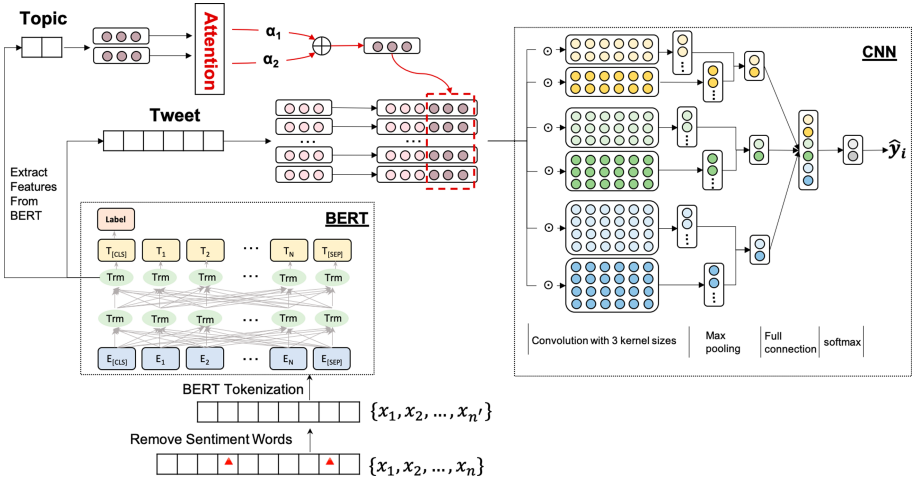 Topic
Attention
α₁
α₂
CNN
Tweet
...
...
ŷᵢ
Extract
Features
From
BERT
BERT
Label
T[CLS] T₁ T₂ ... T_N T[SEP]
Trm Trm Trm ... Trm Trm
Trm Trm Trm ... Trm Trm
E[CLS] E₁ E₂ ... E_N E[SEP]
Convolution with 3 kernel sizes
Max
pooling
Full
connection
softmax
BERT Tokenization
{x₁, x₂, ..., xₙ′}
Remove Sentiment Words
{x₁, x₂, ..., xₙ}